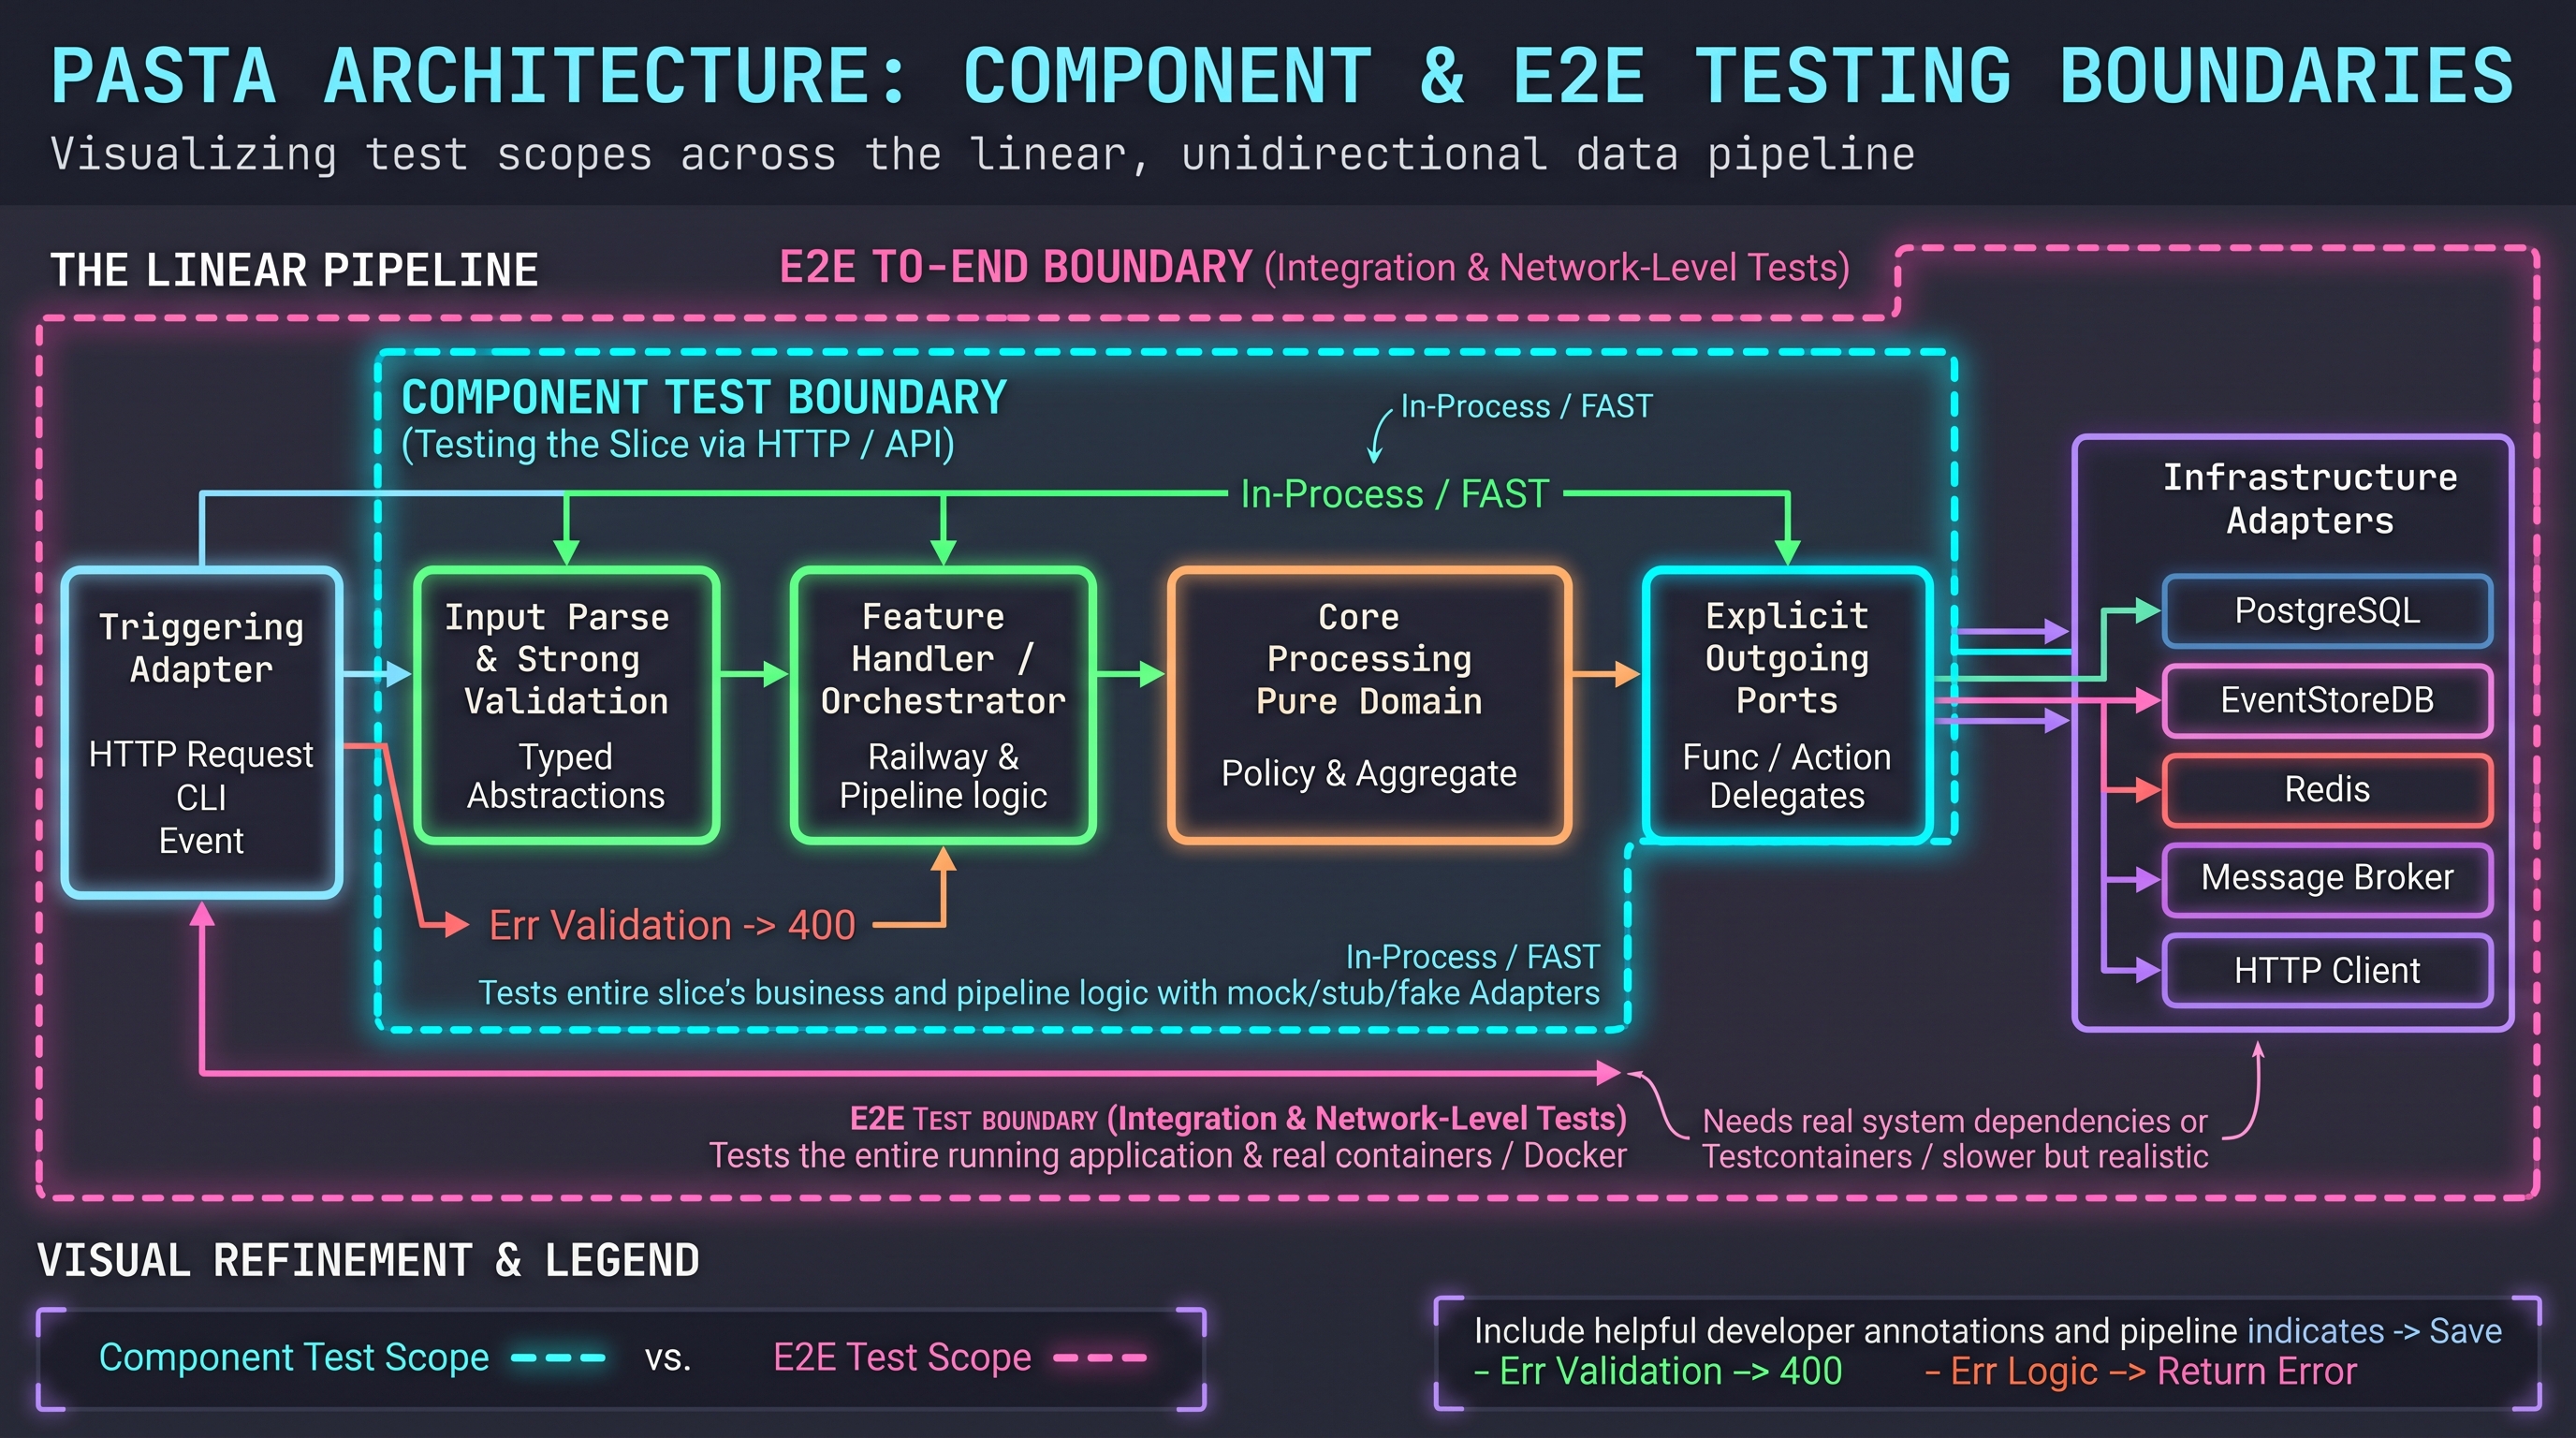 PASTA ARCHITECTURE: COMPONENT & E2E TESTING BOUNDARIES
Visualizing test scopes across the linear, unidirectional data pipeline
THE LINEAR PIPELINE
E2E TO-END BOUNDARY (Integration & Network-Level Tests)
COMPONENT TEST BOUNDARY
(Testing the Slice via HTTP / API)
In-Process / FAST
In-Process / FAST
Triggering
Adapter
HTTP Request
CLI
Event
Input Parse
& Strong
Validation
Typed
Abstractions
Feature
Handler /
Orchestrator
Railway &
Pipeline logic
Core
Processing
Pure Domain
Policy & Aggregate
Explicit
Outgoing
Ports
Func / Action
Delegates
Infrastructure
Adapters
PostgreSQL
EventStoreDB
Redis
Message Broker
HTTP Client
Err Validation -> 400
In-Process / FAST
Tests entire slice's business and pipeline logic with mock/stub/fake Adapters
E2E TEST BOUNDARY (Integration & Network-Level Tests)
Tests the entire running application & real containers / Docker
Needs real system dependencies or
Testcontainers / slower but realistic
VISUAL REFINEMENT & LEGEND
Component Test Scope vs. E2E Test Scope
Include helpful developer annotations and pipeline indicates -> Save
– Err Validation –> 400 – Err Logic –> Return Error